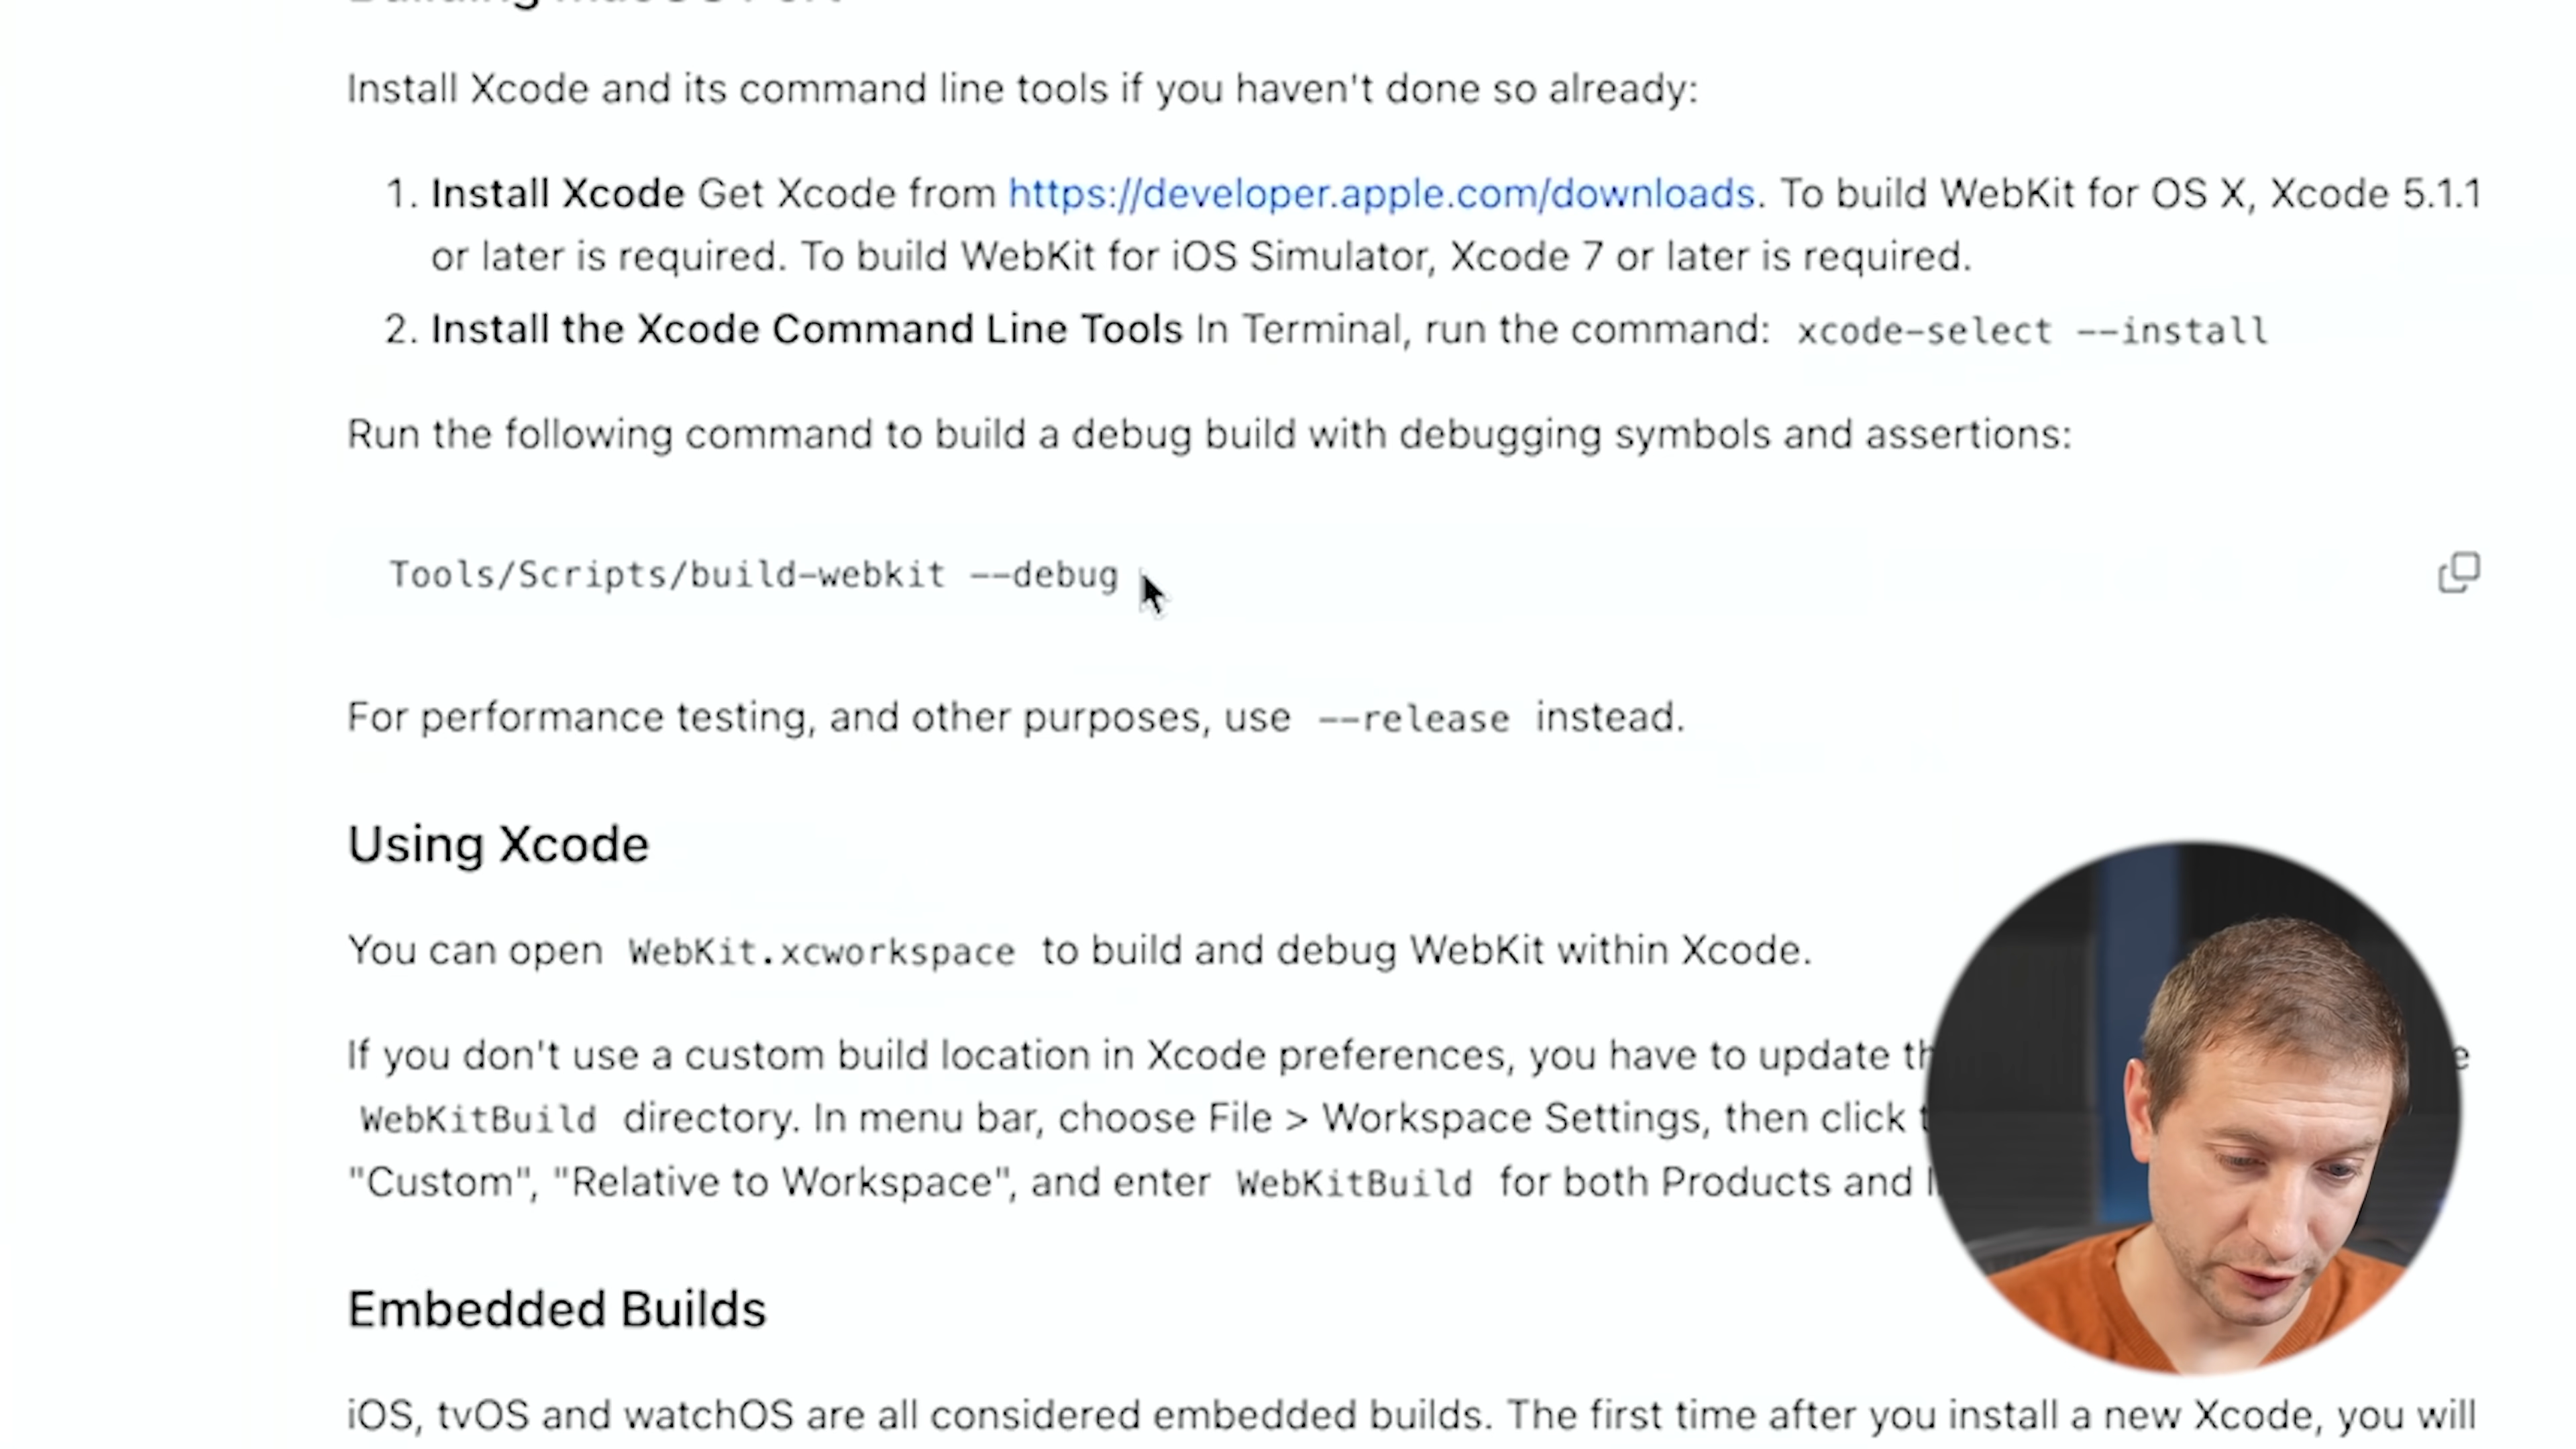 Building macOS Port
Install Xcode and its command line tools if you haven't done so already:
1. Install Xcode Get Xcode from https://developer.apple.com/downloads. To build WebKit for OS X, Xcode 5.1.1
or later is required. To build WebKit for iOS Simulator, Xcode 7 or later is required.
2. Install the Xcode Command Line Tools In Terminal, run the command: xcode-select --install
Run the following command to build a debug build with debugging symbols and assertions:
Tools/Scripts/build-webkit --debug
For performance testing, and other purposes, use --release instead.
Using Xcode
You can open WebKit.xcworkspace to build and debug WebKit within Xcode.
If you don't use a custom build location in Xcode preferences, you have to update
WebKitBuild directory. In menu bar, choose File > Workspace Settings, then click
"Custom", "Relative to Workspace", and enter WebKitBuild for both Products and
Embedded Builds
iOS, tvOS and watchOS are all considered embedded builds. The first time after you install a new Xcode, you will